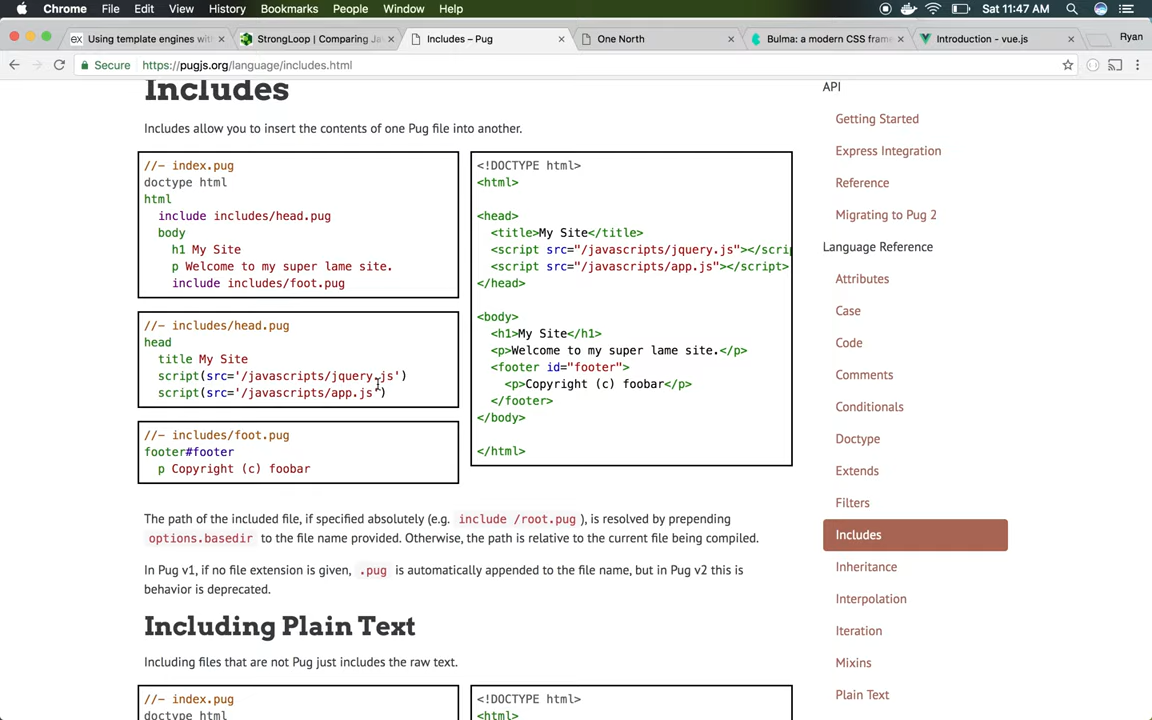 Chrome File Edit View History Bookmarks People Window Help Sat 11:47 AM
Using template engines wit StrongLoop | Comparing Ja Includes – Pug One North Bulma: a modern CSS fram Introduction - vue.js Ryan
Secure https://pugjs.org/language/includes.html
Includes
Includes allow you to insert the contents of one Pug file into another.
//- index.pug
doctype html
html
include includes/head.pug
body
h1 My Site
p Welcome to my super lame site.
include includes/foot.pug
//- includes/head.pug
head
title My Site
script(src='/javascripts/jquery.js')
script(src='/javascripts/app.js')
//- includes/foot.pug
footer#footer
p Copyright (c) foobar
<!DOCTYPE html>
<html>
<head>
<title>My Site</title>
<script src="/javascripts/jquery.js"></scri
<script src="/javascripts/app.js"></script>
</head>
<body>
<h1>My Site</h1>
<p>Welcome to my super lame site.</p>
<footer id="footer">
<p>Copyright (c) foobar</p>
</footer>
</body>
</html>
The path of the included file, if specified absolutely (e.g. include /root.pug ), is resolved by prepending
options.basedir to the file name provided. Otherwise, the path is relative to the current file being compiled.
In Pug v1, if no file extension is given, .pug is automatically appended to the file name, but in Pug v2 this is
behavior is deprecated.
Including Plain Text
Including files that are not Pug just includes the raw text.
//- index.pug
doctype html
<!DOCTYPE html>
<html>
API
Getting Started
Express Integration
Reference
Migrating to Pug 2
Language Reference
Attributes
Case
Code
Comments
Conditionals
Doctype
Extends
Filters
Includes
Inheritance
Interpolation
Iteration
Mixins
Plain Text